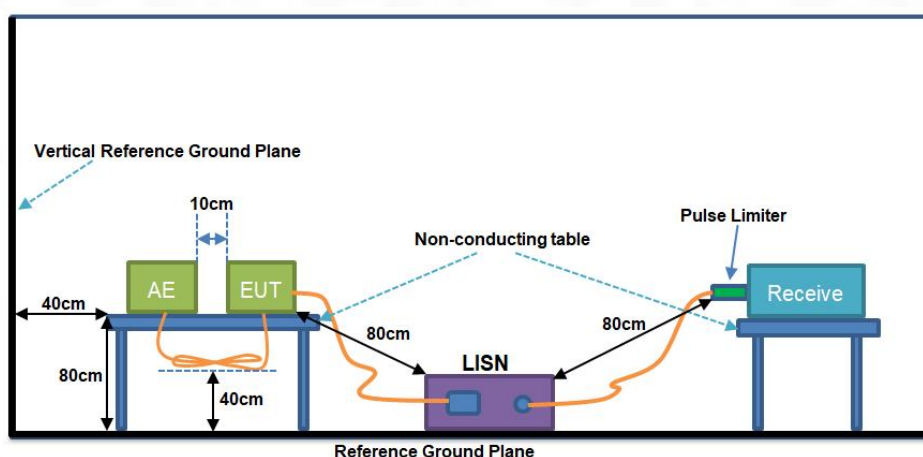 Vertical Reference Ground Plane
10cm
Pulse Limiter
Non-conducting table
AE
EUT
Receive
40cm
80cm
80cm
LISN
80cm
40cm
Reference Ground Plane